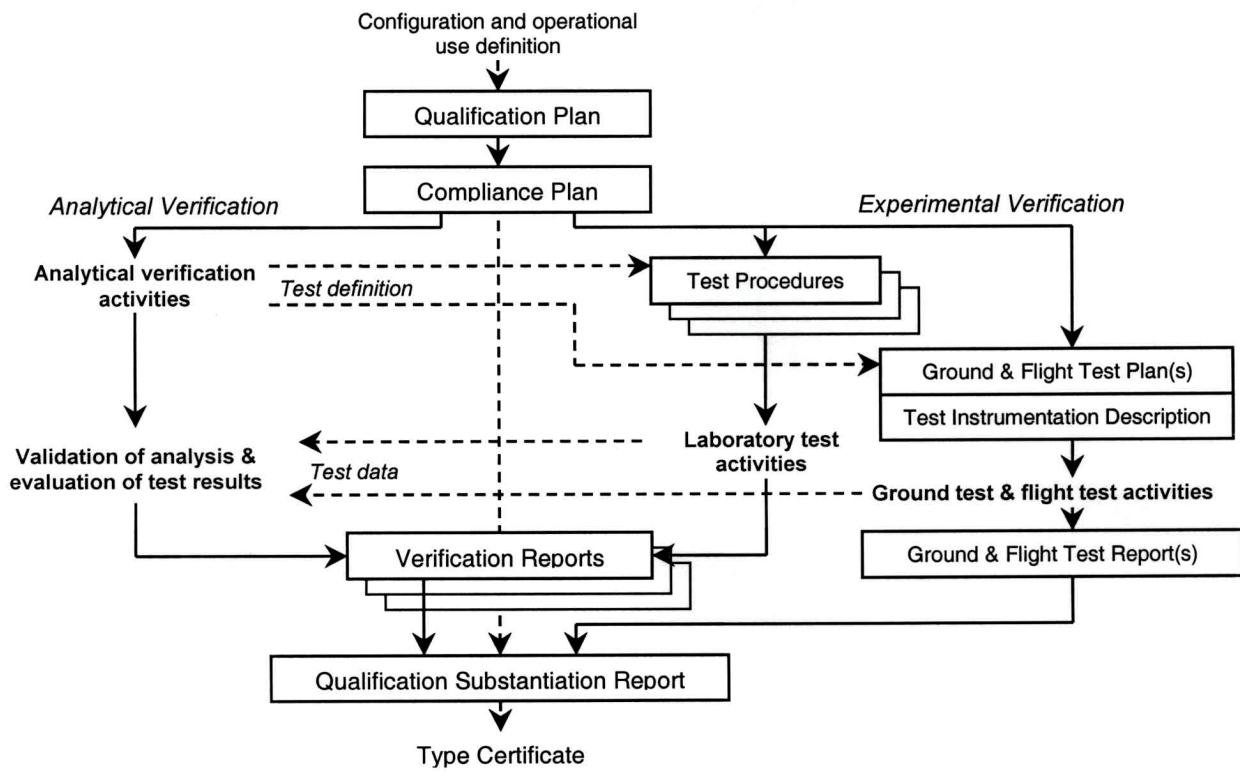 Configuration and operational
use definition
Qualification Plan
Compliance Plan
Analytical Verification
Experimental Verification
Analytical verification
activities
Test definition
Test Procedures
Ground & Flight Test Plan(s)
Test Instrumentation Description
Laboratory test
activities
Validation of analysis &
evaluation of test results
Test data
Ground test & flight test activities
Verification Reports
Ground & Flight Test Report(s)
Qualification Substantiation Report
Type Certificate